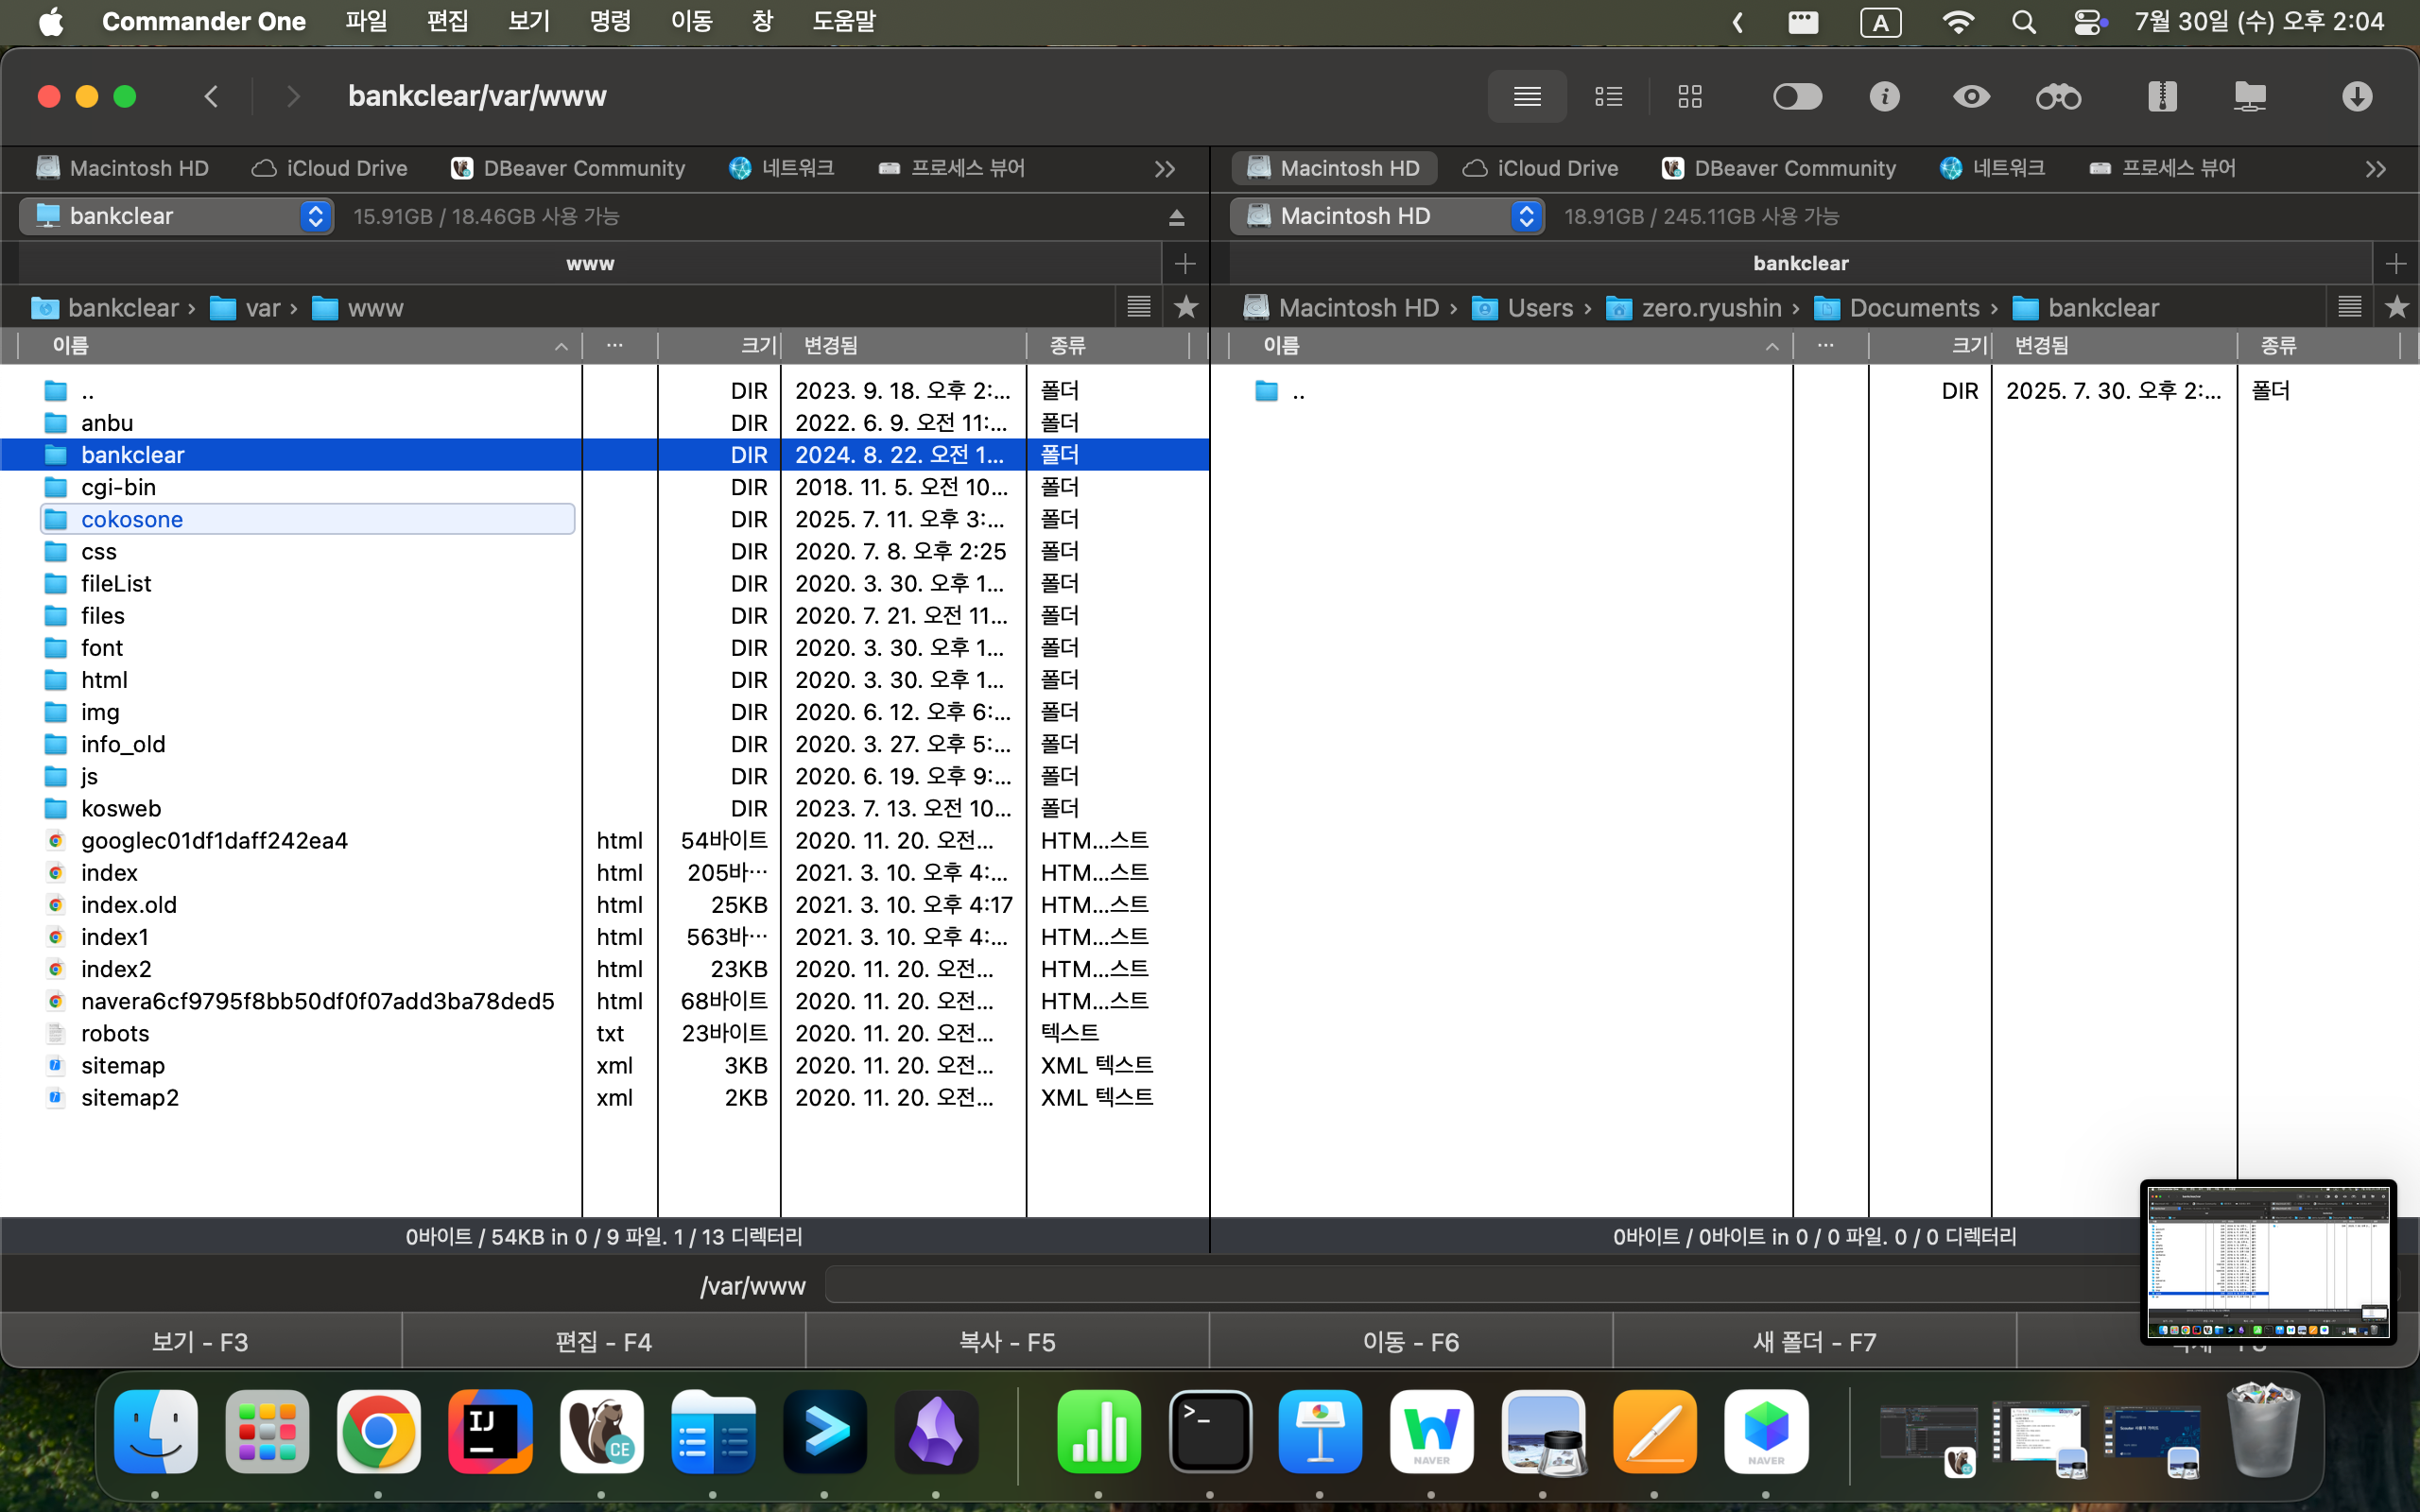 Commander One 파일 편집 보기 명령 이동 창 도움말 A 7월 30일 (수) 오후 2:04
bankclear/var/www
Macintosh HD iCloud Drive DBeaver Community 네트워크 프로세스 뷰어 >>
Macintosh HD iCloud Drive DBeaver Community 네트워크 프로세스 뷰어 >>
bankclear 15.91GB / 18.46GB 사용 가능
Macintosh HD 18.91GB / 245.11GB 사용 가능
www
bankclear
bankclear › var › www
Macintosh HD › Users › zero.ryushin › Documents › bankclear
이름 ... 크기 변경됨 종류
이름 ... 크기 변경됨 종류
.. DIR 2023. 9. 18. 오후 2:... 폴더
.. DIR 2025. 7. 30. 오후 2:... 폴더
anbu DIR 2022. 6. 9. 오전 11:... 폴더
bankclear DIR 2024. 8. 22. 오전 1... 폴더
cgi-bin DIR 2018. 11. 5. 오전 10... 폴더
cokosone DIR 2025. 7. 11. 오후 3:... 폴더
css DIR 2020. 7. 8. 오후 2:25 폴더
fileList DIR 2020. 3. 30. 오후 1... 폴더
files DIR 2020. 7. 21. 오전 11... 폴더
font DIR 2020. 3. 30. 오후 1... 폴더
html DIR 2020. 3. 30. 오후 1... 폴더
img DIR 2020. 6. 12. 오후 6:... 폴더
info_old DIR 2020. 3. 27. 오후 5:... 폴더
js DIR 2020. 6. 19. 오후 9:... 폴더
kosweb DIR 2023. 7. 13. 오전 10... 폴더
googlec01df1daff242ea4 html 54바이트 2020. 11. 20. 오전... HTM...스트
index html 205바... 2021. 3. 10. 오후 4:... HTM...스트
index.old html 25KB 2021. 3. 10. 오후 4:17 HTM...스트
index1 html 563바... 2021. 3. 10. 오후 4:... HTM...스트
index2 html 23KB 2020. 11. 20. 오전... HTM...스트
navera6cf9795f8bb50df0f07add3ba78ded5 html 68바이트 2020. 11. 20. 오전... HTM...스트
robots txt 23바이트 2020. 11. 20. 오전... 텍스트
sitemap xml 3KB 2020. 11. 20. 오전... XML 텍스트
sitemap2 xml 2KB 2020. 11. 20. 오전... XML 텍스트
0바이트 / 54KB in 0 / 9 파일. 1 / 13 디렉터리
0바이트 / 0바이트 in 0 / 0 파일. 0 / 0 디렉터리
/var/www
보기 - F3 편집 - F4 복사 - F5 이동 - F6 새 폴더 - F7
IJ CE >_ NAVER NAVER